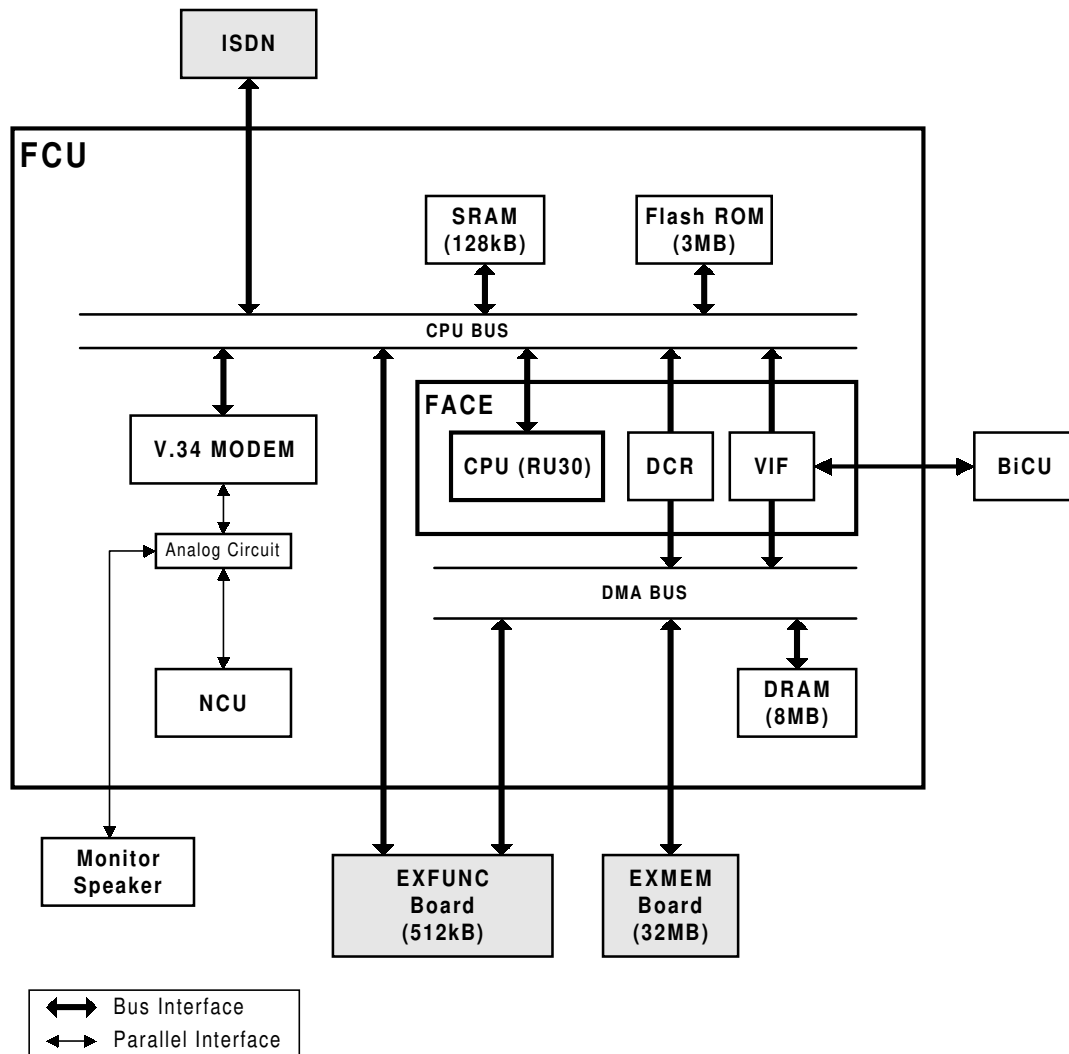 ISDN
FCU
SRAM
(128kB)
Flash ROM
(3MB)
CPU BUS
FACE
V.34 MODEM
CPU (RU30)
DCR
VIF
BiCU
Analog Circuit
DMA BUS
NCU
DRAM
(8MB)
Monitor
Speaker
EXFUNC
Board
(512kB)
EXMEM
Board
(32MB)
Bus Interface
Parallel Interface